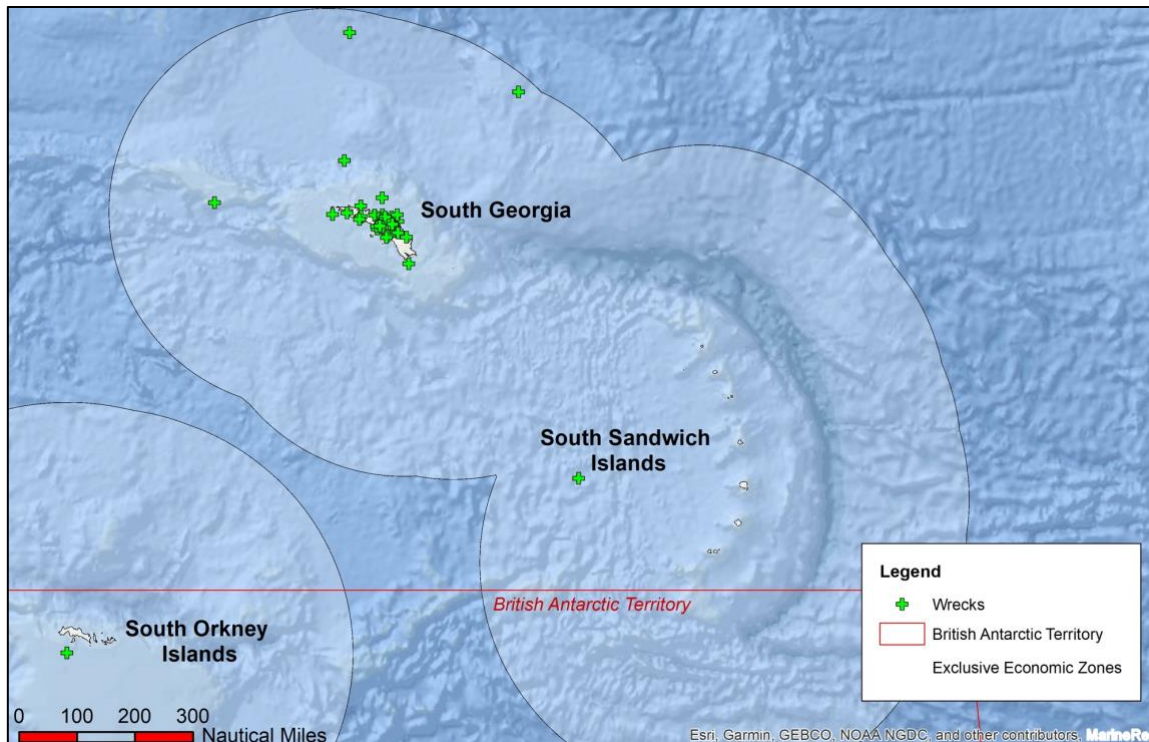 South Georgia
South Sandwich
Islands
British Antarctic Territory
South Orkney
Islands
Legend
Wrecks
British Antarctic Territory
Exclusive Economic Zones
0 100 200 300
Nautical Miles
Esri, Garmin, GEBCO, NOAA NGDC, and other contributors, MarineRe